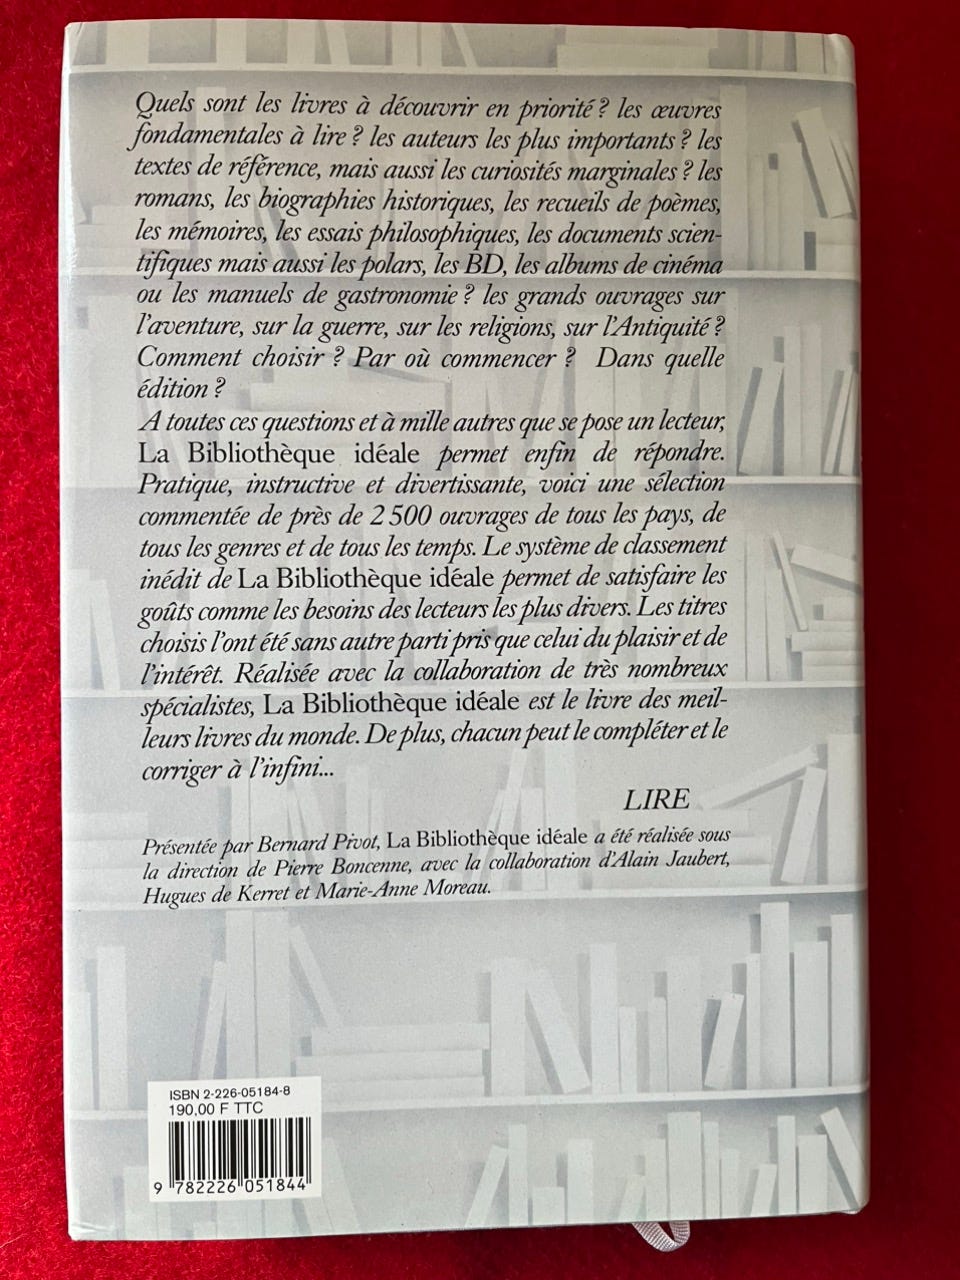 Quels sont les livres à découvrir en priorité ? les œuvres
fondamentales à lire ? les auteurs les plus importants ? les
textes de référence, mais aussi les curiosités marginales ? les
romans, les biographies historiques, les recueils de poèmes,
les mémoires, les essais philosophiques, les documents scien-
tifiques mais aussi les polars, les BD, les albums de cinéma
ou les manuels de gastronomie ? les grands ouvrages sur
l'aventure, sur la guerre, sur les religions, sur l'Antiquité ?
Comment choisir ? Par où commencer ? Dans quelle
édition ?
A toutes ces questions et à mille autres que se pose un lecteur,
La Bibliothèque idéale permet enfin de répondre.
Pratique, instructive et divertissante, voici une sélection
commentée de près de 2 500 ouvrages de tous les pays, de
tous les genres et de tous les temps. Le système de classement
inédit de La Bibliothèque idéale permet de satisfaire les
goûts comme les besoins des lecteurs les plus divers. Les titres
choisis l'ont été sans autre parti pris que celui du plaisir et de
l'intérêt. Réalisée avec la collaboration de très nombreux
spécialistes, La Bibliothèque idéale est le livre des meil-
leurs livres du monde. De plus, chacun peut le compléter et le
corriger à l'infini...
LIRE
Présentée par Bernard Pivot, La Bibliothèque idéale a été réalisée sous
la direction de Pierre Boncenne, avec la collaboration d'Alain Jaubert,
Hugues de Kerret et Marie-Anne Moreau.
ISBN 2-226-05184-8
190,00 F TTC
9 782226 051844